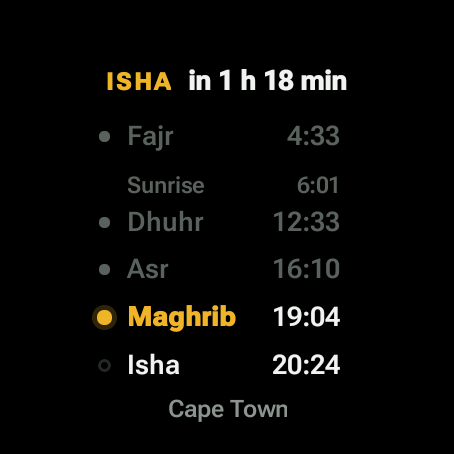 ISHA in 1 h 18 min
Fajr 4:33
Sunrise 6:01
Dhuhr 12:33
Asr 16:10
Maghrib 19:04
Isha 20:24
Cape Town